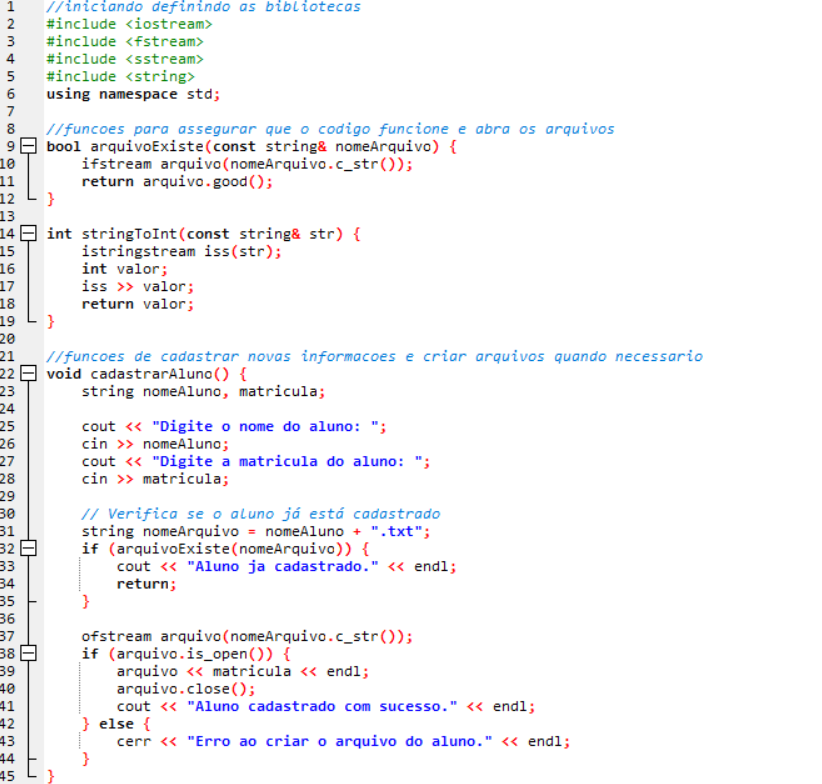 1 //iniciando definindo as bibliotecas
2 #include <iostream>
3 #include <fstream>
4 #include <sstream>
5 #include <string>
6 using namespace std;
7
8 //funcoes para assegurar que o codigo funcione e abra os arquivos
9 bool arquivoExiste(const string& nomeArquivo) {
10     ifstream arquivo(nomeArquivo.c_str());
11     return arquivo.good();
12 }
13
14 int stringToInt(const string& str) {
15     istringstream iss(str);
16     int valor;
17     iss >> valor;
18     return valor;
19 }
20
21 //funcoes de cadastrar novas informacoes e criar arquivos quando necessario
22 void cadastrarAluno() {
23     string nomeAluno, matricula;
24
25     cout << "Digite o nome do aluno: ";
26     cin >> nomeAluno;
27     cout << "Digite a matricula do aluno: ";
28     cin >> matricula;
29
30     // Verifica se o aluno já está cadastrado
31     string nomeArquivo = nomeAluno + ".txt";
32     if (arquivoExiste(nomeArquivo)) {
33         cout << "Aluno ja cadastrado." << endl;
34         return;
35     }
36
37     ofstream arquivo(nomeArquivo.c_str());
38     if (arquivo.is_open()) {
39         arquivo << matricula << endl;
40         arquivo.close();
41         cout << "Aluno cadastrado com sucesso." << endl;
42     } else {
43         cerr << "Erro ao criar o arquivo do aluno." << endl;
44     }
45 }